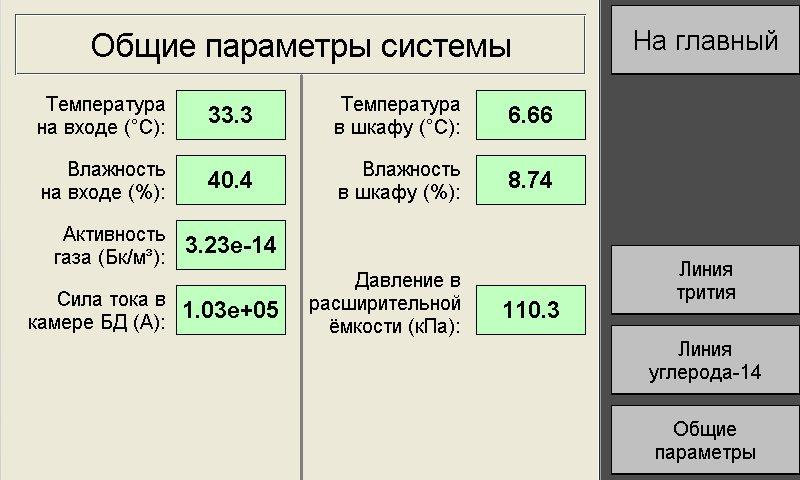 Общие параметры системы
Температура
на входе (°C):
33.3
Температура
в шкафу (°C):
6.66
Влажность
на входе (%):
40.4
Влажность
в шкафу (%):
8.74
Активность
газа (Бк/м³):
3.23e-14
Сила тока в
камере БД (А):
1.03e+05
Давление в
расширительной
ёмкости (кПа):
110.3
На главный
Линия
трития
Линия
углерода-14
Общие
параметры